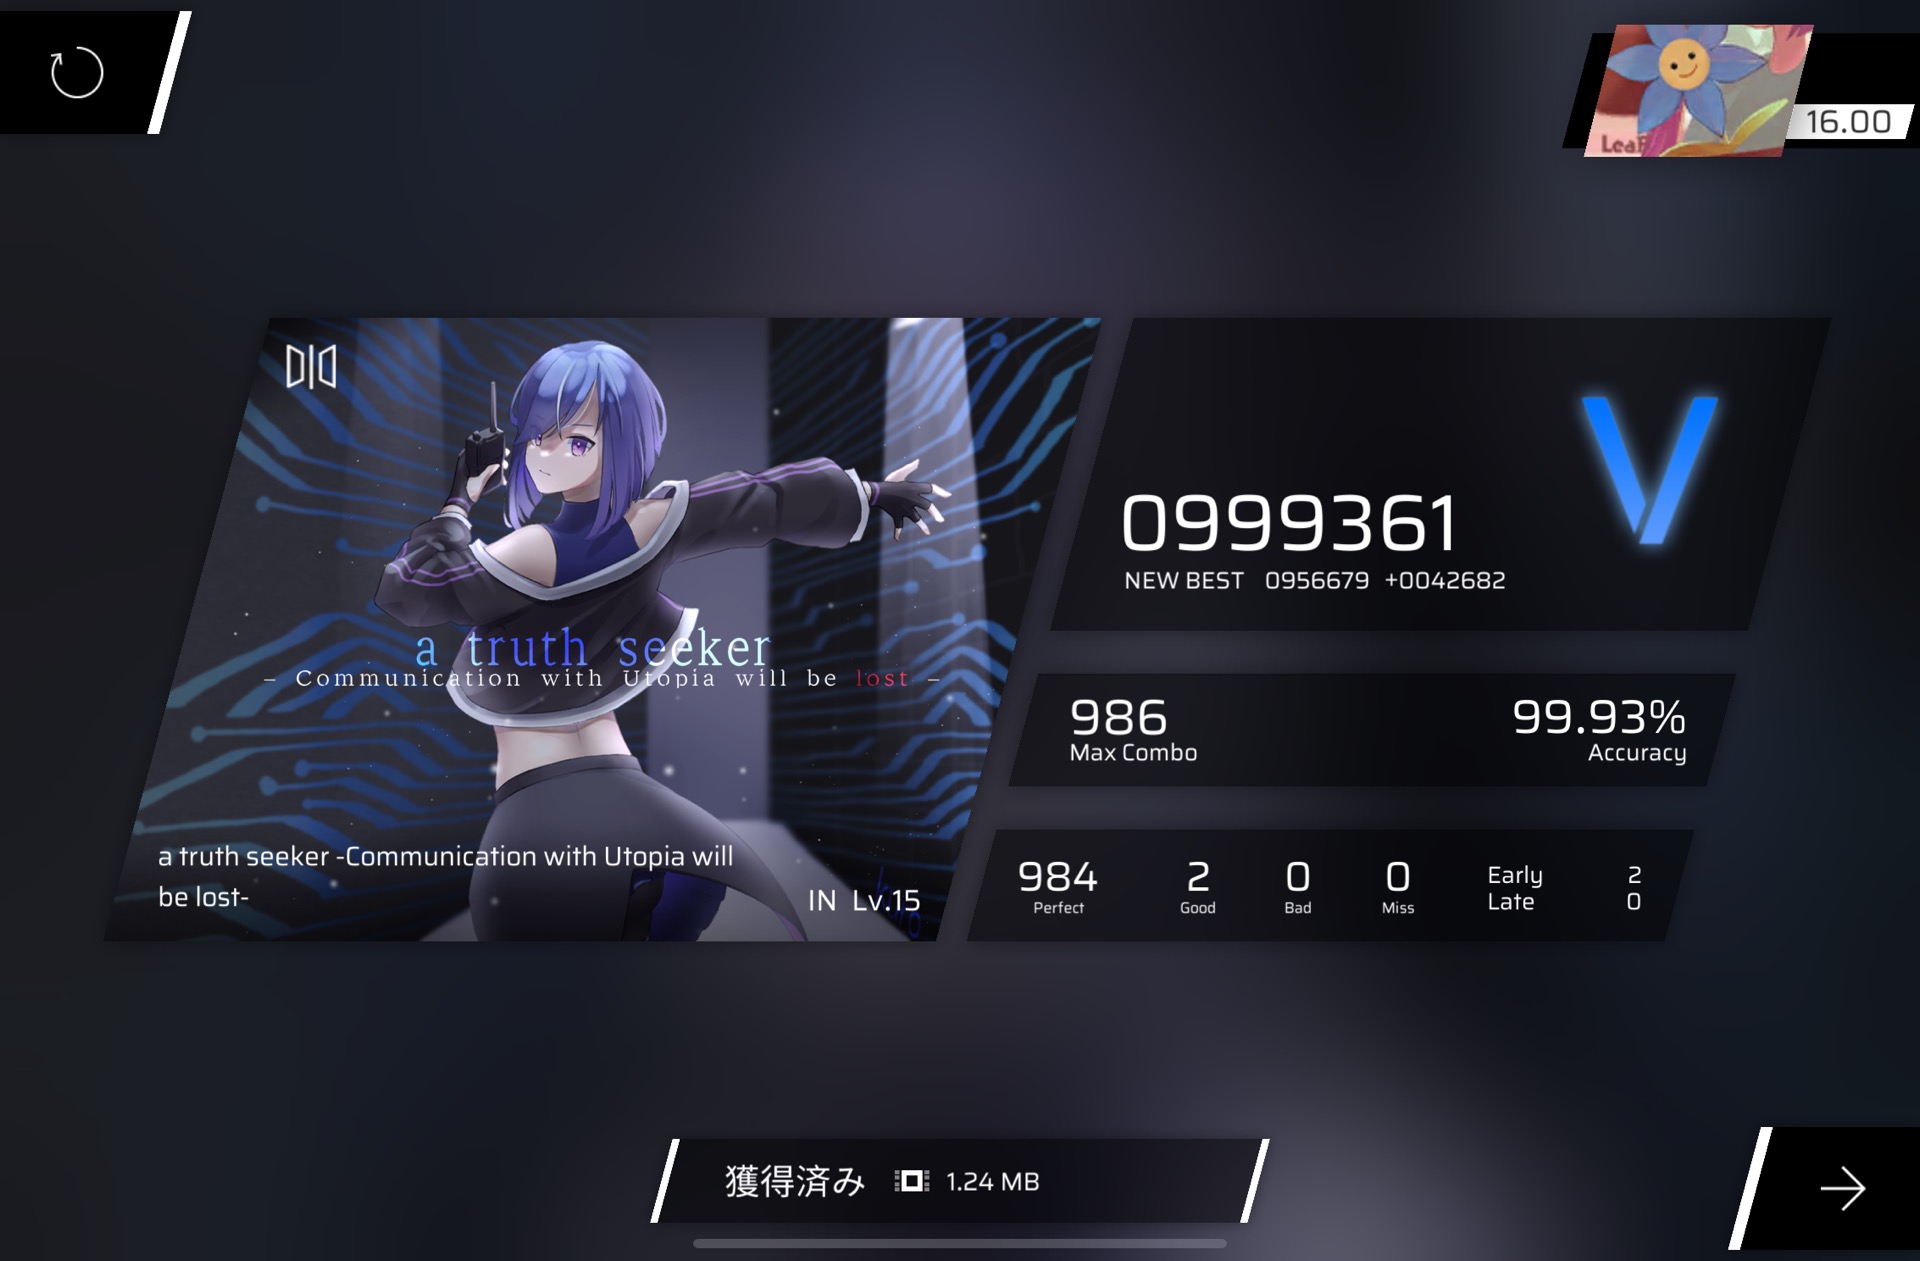 16.00
a truth seeker
– Communication with Utopia will be lost –
a truth seeker -Communication with Utopia will
be lost-
IN Lv.15
0999361
V
NEW BEST 0956679 +0042682
986
Max Combo
99.93%
Accuracy
984
Perfect
2
Good
0
Bad
0
Miss
Early 2
Late 0
獲得済み 1.24 MB